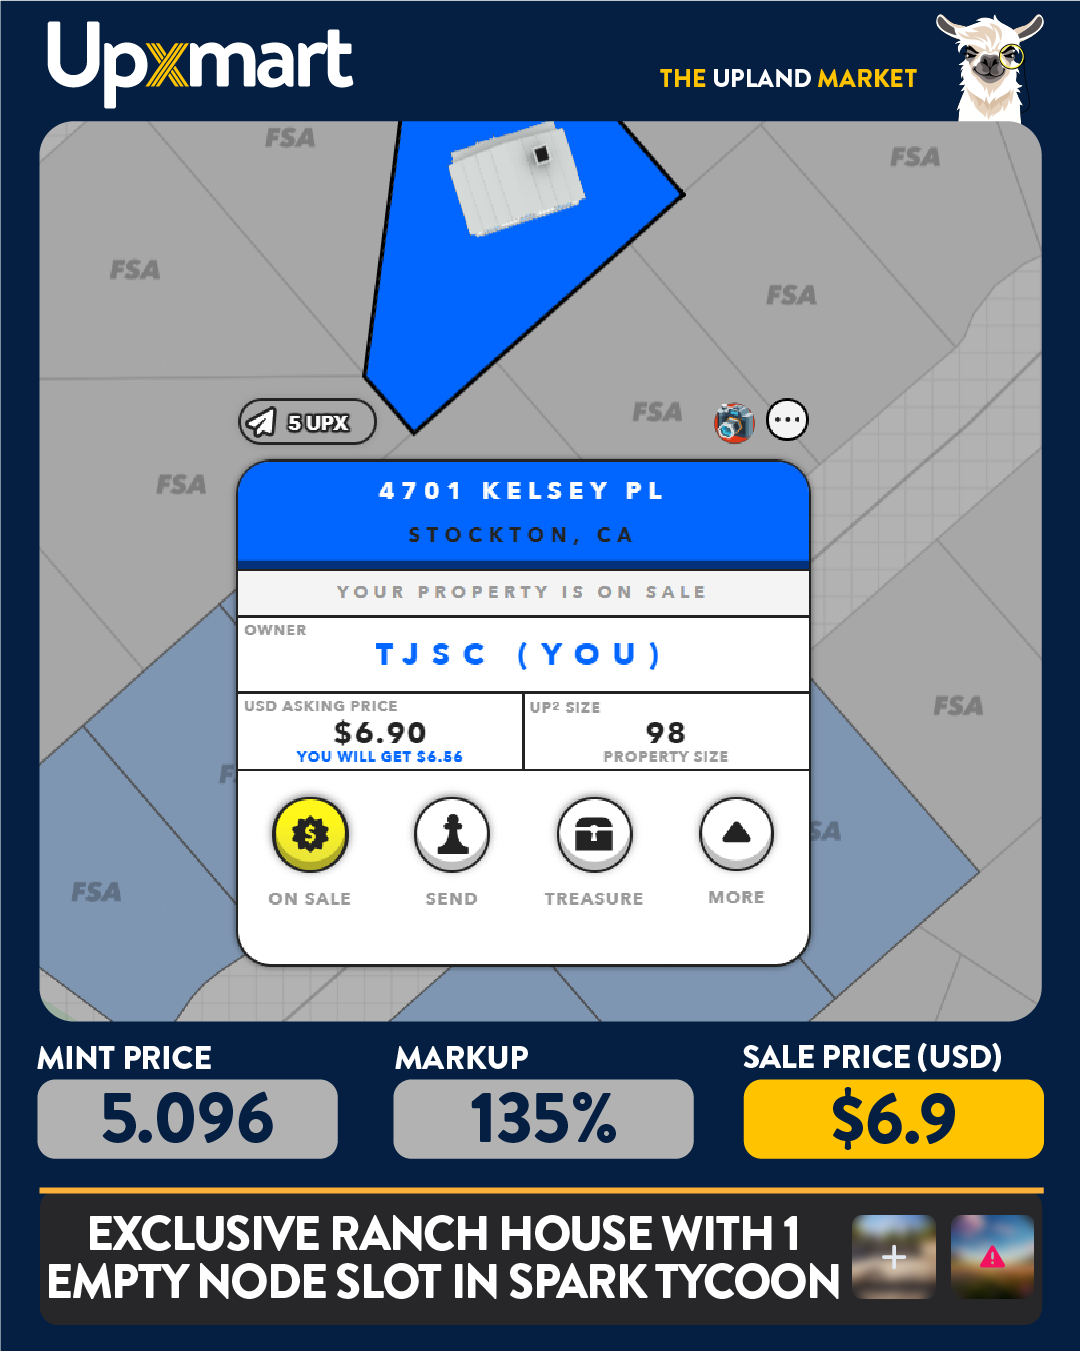 Upxmart
THE UPLAND MARKET
FSA
FSA
FSA
FSA
FSA
FSA
5 UPX
4701 KELSEY PL
STOCKTON, CA
YOUR PROPERTY IS ON SALE
OWNER
TJSC (YOU)
USD ASKING PRICE
$6.90
YOU WILL GET $6.56
UP² SIZE
98
PROPERTY SIZE
FSA
ON SALE
SEND
TREASURE
MORE
FSA
MINT PRICE
5.096
MARKUP
135%
SALE PRICE (USD)
$6.9
EXCLUSIVE RANCH HOUSE WITH 1
EMPTY NODE SLOT IN SPARK TYCOON